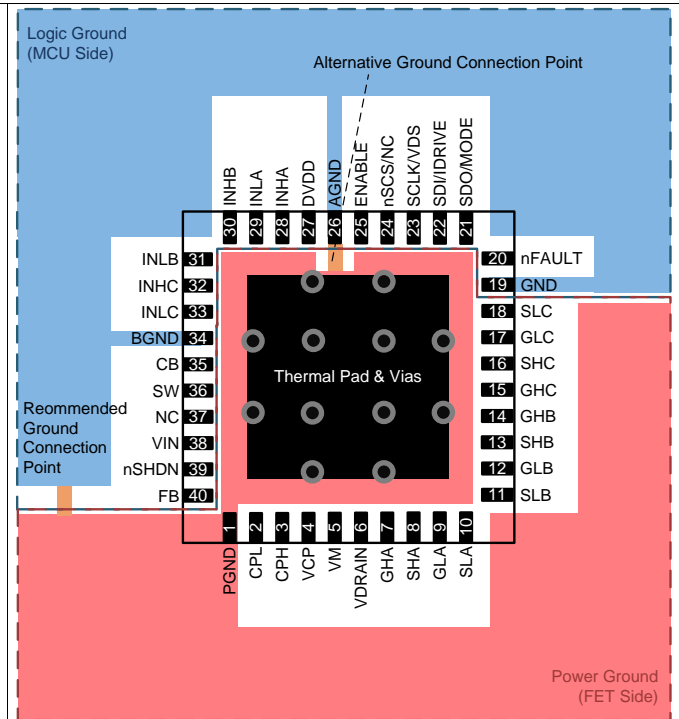 Logic Ground
(MCU Side)
Alternative Ground Connection Point
INHB
INLA
INHA
DVDD
AGND
ENABLE
nSCS/NC
SCLK/VDS
SDI/IDRIVE
SDO/MODE
30
29
28
27
26
25
24
23
22
21
INLB 31
INHC 32
INLC 33
BGND 34
CB 35
SW 36
NC 37
VIN 38
nSHDN 39
FB 40
20 nFAULT
19 GND
18 SLC
17 GLC
16 SHC
15 GHC
14 GHB
13 SHB
12 GLB
11 SLB
Thermal Pad & Vias
Reommended
Ground
Connection
Point
1
2
3
4
5
6
7
8
9
10
PGND
CPL
CPH
VCP
VM
VDRAIN
GHA
SHA
GLA
SLA
Power Ground
(FET Side)